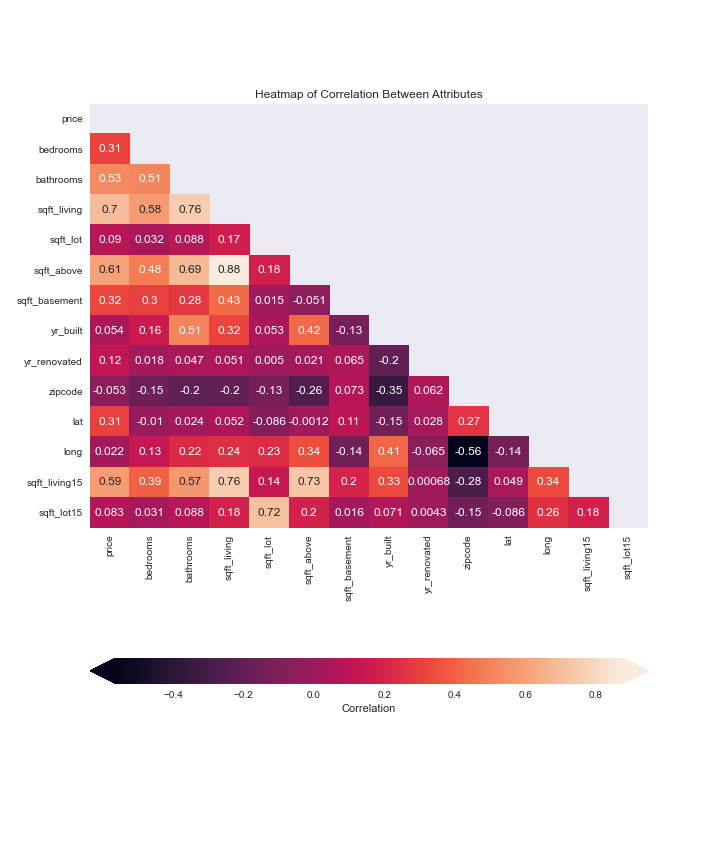 Heatmap of Correlation Between Attributes
price
bedrooms 0.31
bathrooms 0.53 0.51
sqft_living 0.7 0.58 0.76
sqft_lot 0.09 0.032 0.088 0.17
sqft_above 0.61 0.48 0.69 0.88 0.18
sqft_basement 0.32 0.3 0.28 0.43 0.015 -0.051
yr_built 0.054 0.16 0.51 0.32 0.053 0.42 -0.13
yr_renovated 0.12 0.018 0.047 0.051 0.005 0.021 0.065 -0.2
zipcode -0.053 -0.15 -0.2 -0.2 -0.13 -0.26 0.073 -0.35 0.062
lat 0.31 -0.01 0.024 0.052 -0.086 -0.0012 0.11 -0.15 0.028 0.27
long 0.022 0.13 0.22 0.24 0.23 0.34 -0.14 0.41 -0.065 -0.56 -0.14
sqft_living15 0.59 0.39 0.57 0.76 0.14 0.73 0.2 0.33 0.00068 -0.28 0.049 0.34
sqft_lot15 0.083 0.031 0.088 0.18 0.72 0.2 0.016 0.071 0.0043 -0.15 -0.086 0.26 0.18
price bedrooms bathrooms sqft_living sqft_lot sqft_above sqft_basement yr_built yr_renovated zipcode lat long sqft_living15 sqft_lot15
−0.4 −0.2 0.0 0.2 0.4 0.6 0.8
Correlation